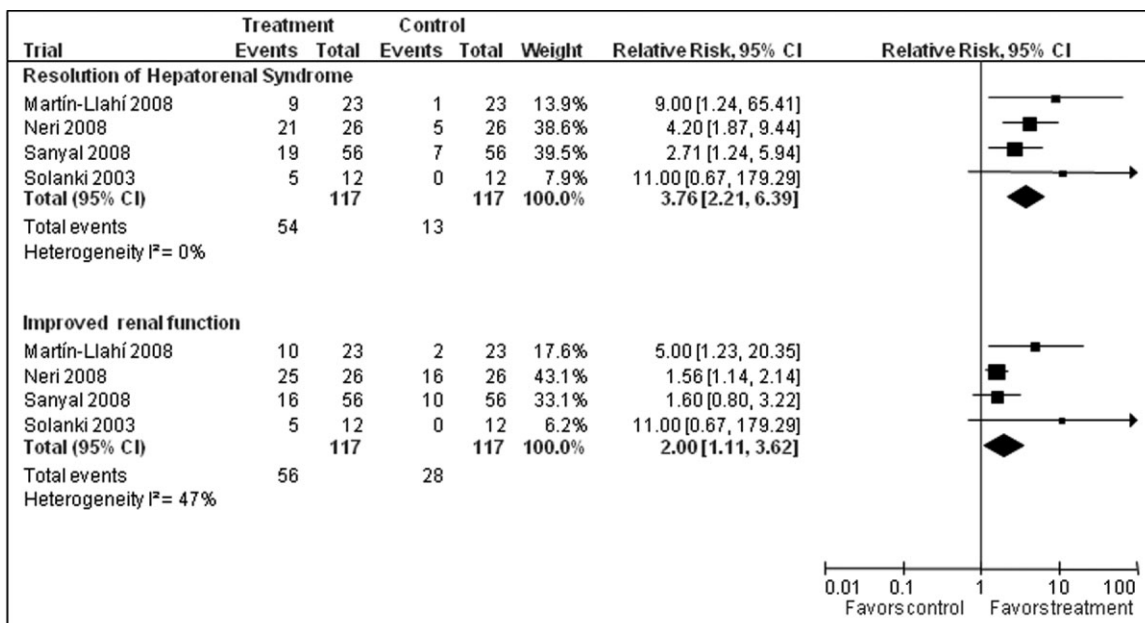 Treatment Control
Trial Events Total Events Total Weight Relative Risk, 95% CI Relative Risk, 95% CI
Resolution of Hepatorenal Syndrome
Martín-Llahí 2008 9 23 1 23 13.9% 9.00 [1.24, 65.41]
Neri 2008 21 26 5 26 38.6% 4.20 [1.87, 9.44]
Sanyal 2008 19 56 7 56 39.5% 2.71 [1.24, 5.94]
Solanki 2003 5 12 0 12 7.9% 11.00 [0.67, 179.29]
Total (95% CI) 117 117 100.0% 3.76 [2.21, 6.39]
Total events 54 13
Heterogeneity I²= 0%
Improved renal function
Martín-Llahí 2008 10 23 2 23 17.6% 5.00 [1.23, 20.35]
Neri 2008 25 26 16 26 43.1% 1.56 [1.14, 2.14]
Sanyal 2008 16 56 10 56 33.1% 1.60 [0.80, 3.22]
Solanki 2003 5 12 0 12 6.2% 11.00 [0.67, 179.29]
Total (95% CI) 117 117 100.0% 2.00 [1.11, 3.62]
Total events 56 28
Heterogeneity I²= 47%
0.01 0.1 1 10 100
Favors control Favors treatment